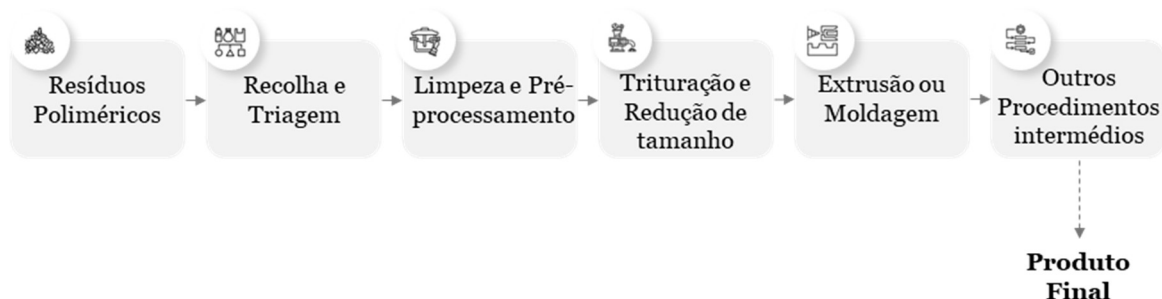 Resíduos
Poliméricos
Recolha e
Triagem
Limpeza e Pré-
processamento
Trituração e
Redução de
tamanho
Extrusão ou
Moldagem
Outros
Procedimentos
intermédios
Produto
Final